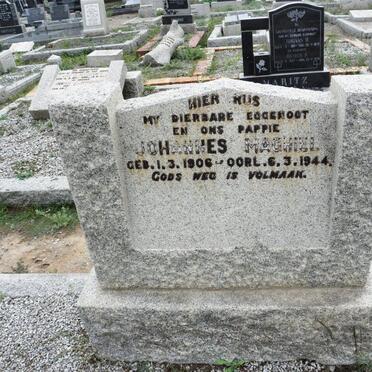 HIER RUS
MY DIERBARE EGGENOOT
EN ONS PAPPIE
JOHANNES
GEB. 1.3.1906 — OORL. 6.3.1944.
GODS WEG IS VOLMAAK.
MARITZ